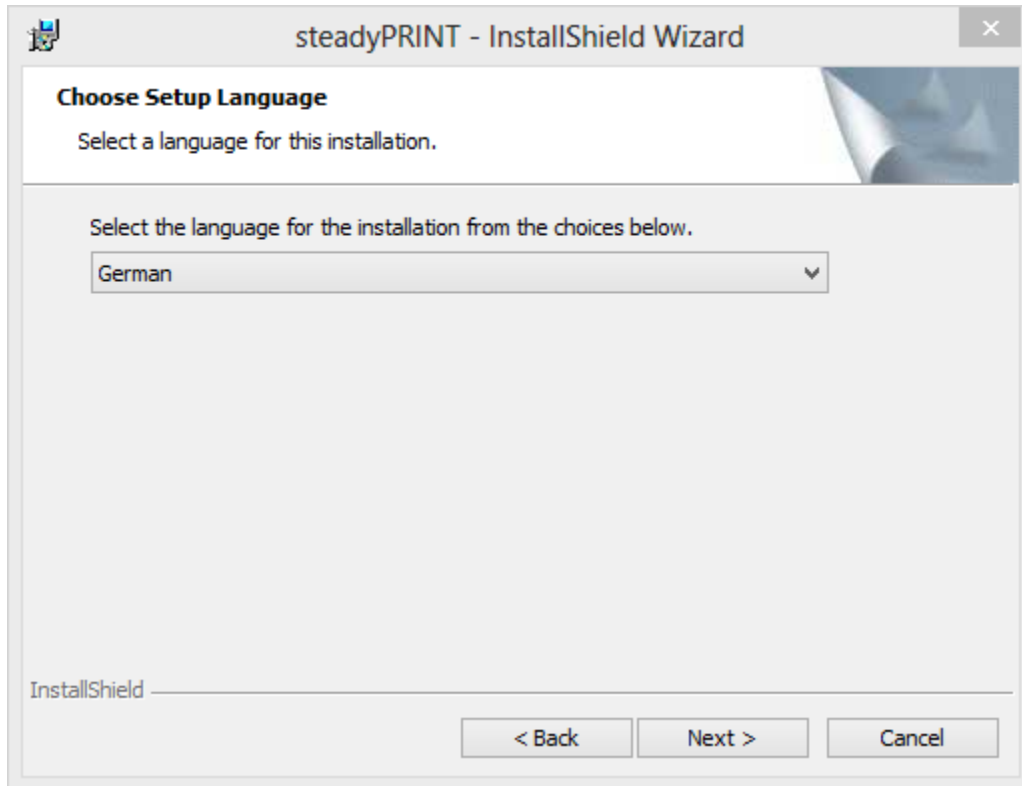 steadyPRINT - InstallShield Wizard
Choose Setup Language
Select a language for this installation.
Select the language for the installation from the choices below.
German
InstallShield
< Back
Next >
Cancel